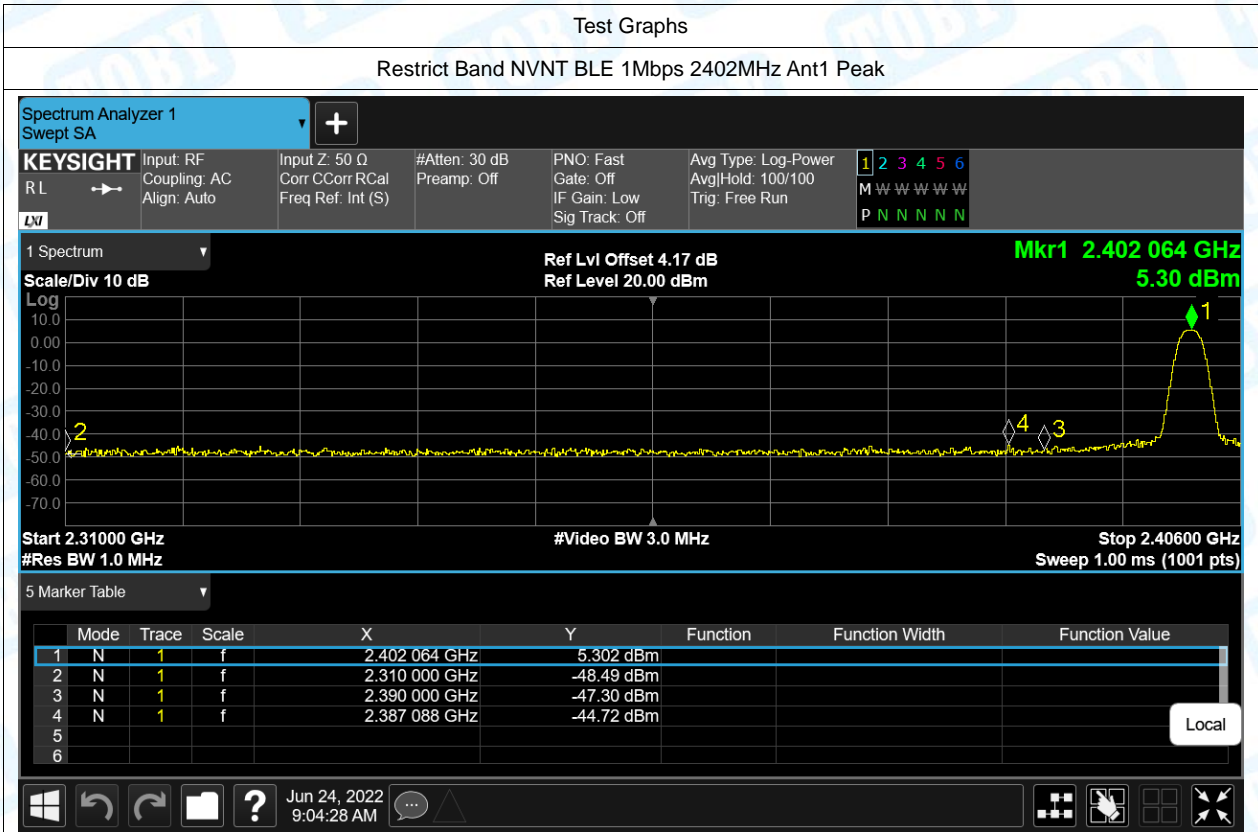 Test Graphs
Restrict Band NVNT BLE 1Mbps 2402MHz Ant1 Peak
Spectrum Analyzer 1
Swept SA
KEYSIGHT
R L
LXI
Input: RF
Coupling: AC
Align: Auto
Input Z: 50 Ω
Corr CCorr RCal
Freq Ref: Int (S)
#Atten: 30 dB
Preamp: Off
PNO: Fast
Gate: Off
IF Gain: Low
Sig Track: Off
Avg Type: Log-Power
Avg|Hold: 100/100
Trig: Free Run
1 2 3 4 5 6
M W W W W W
P N N N N N
1 Spectrum
Scale/Div 10 dB
Ref Lvl Offset 4.17 dB
Ref Level 20.00 dBm
Mkr1 2.402 064 GHz
5.30 dBm
Log
10.0
0.00
-10.0
-20.0
-30.0
-40.0
-50.0
-60.0
-70.0
2
4
3
1
Start 2.31000 GHz
#Res BW 1.0 MHz
#Video BW 3.0 MHz
Stop 2.40600 GHz
Sweep 1.00 ms (1001 pts)
5 Marker Table
Mode Trace Scale X Y Function Function Width Function Value
1 N 1 f 2.402 064 GHz 5.302 dBm
2 N 1 f 2.310 000 GHz -48.49 dBm
3 N 1 f 2.390 000 GHz -47.30 dBm
4 N 1 f 2.387 088 GHz -44.72 dBm
5
6
Local
?
Jun 24, 2022
9:04:28 AM